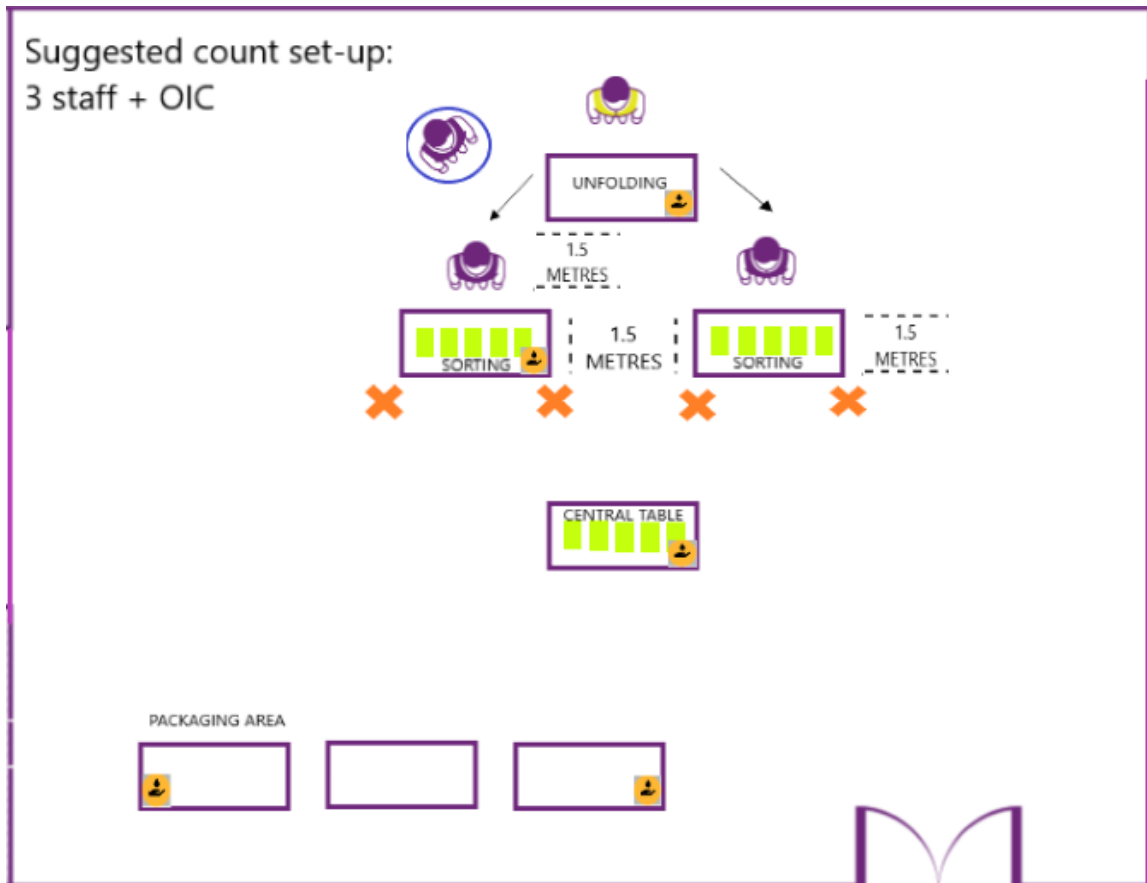 Suggested count set-up:
3 staff + OIC
UNFOLDING
1.5
METRES
SORTING
1.5
METRES
SORTING
1.5
METRES
CENTRAL TABLE
PACKAGING AREA